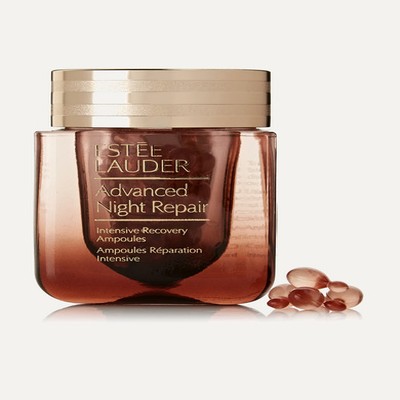 ESTĒE
LAUDER
Advanced
Night Repair
Intensive Recovery
Ampoules
Ampoules Réparation
Intensive